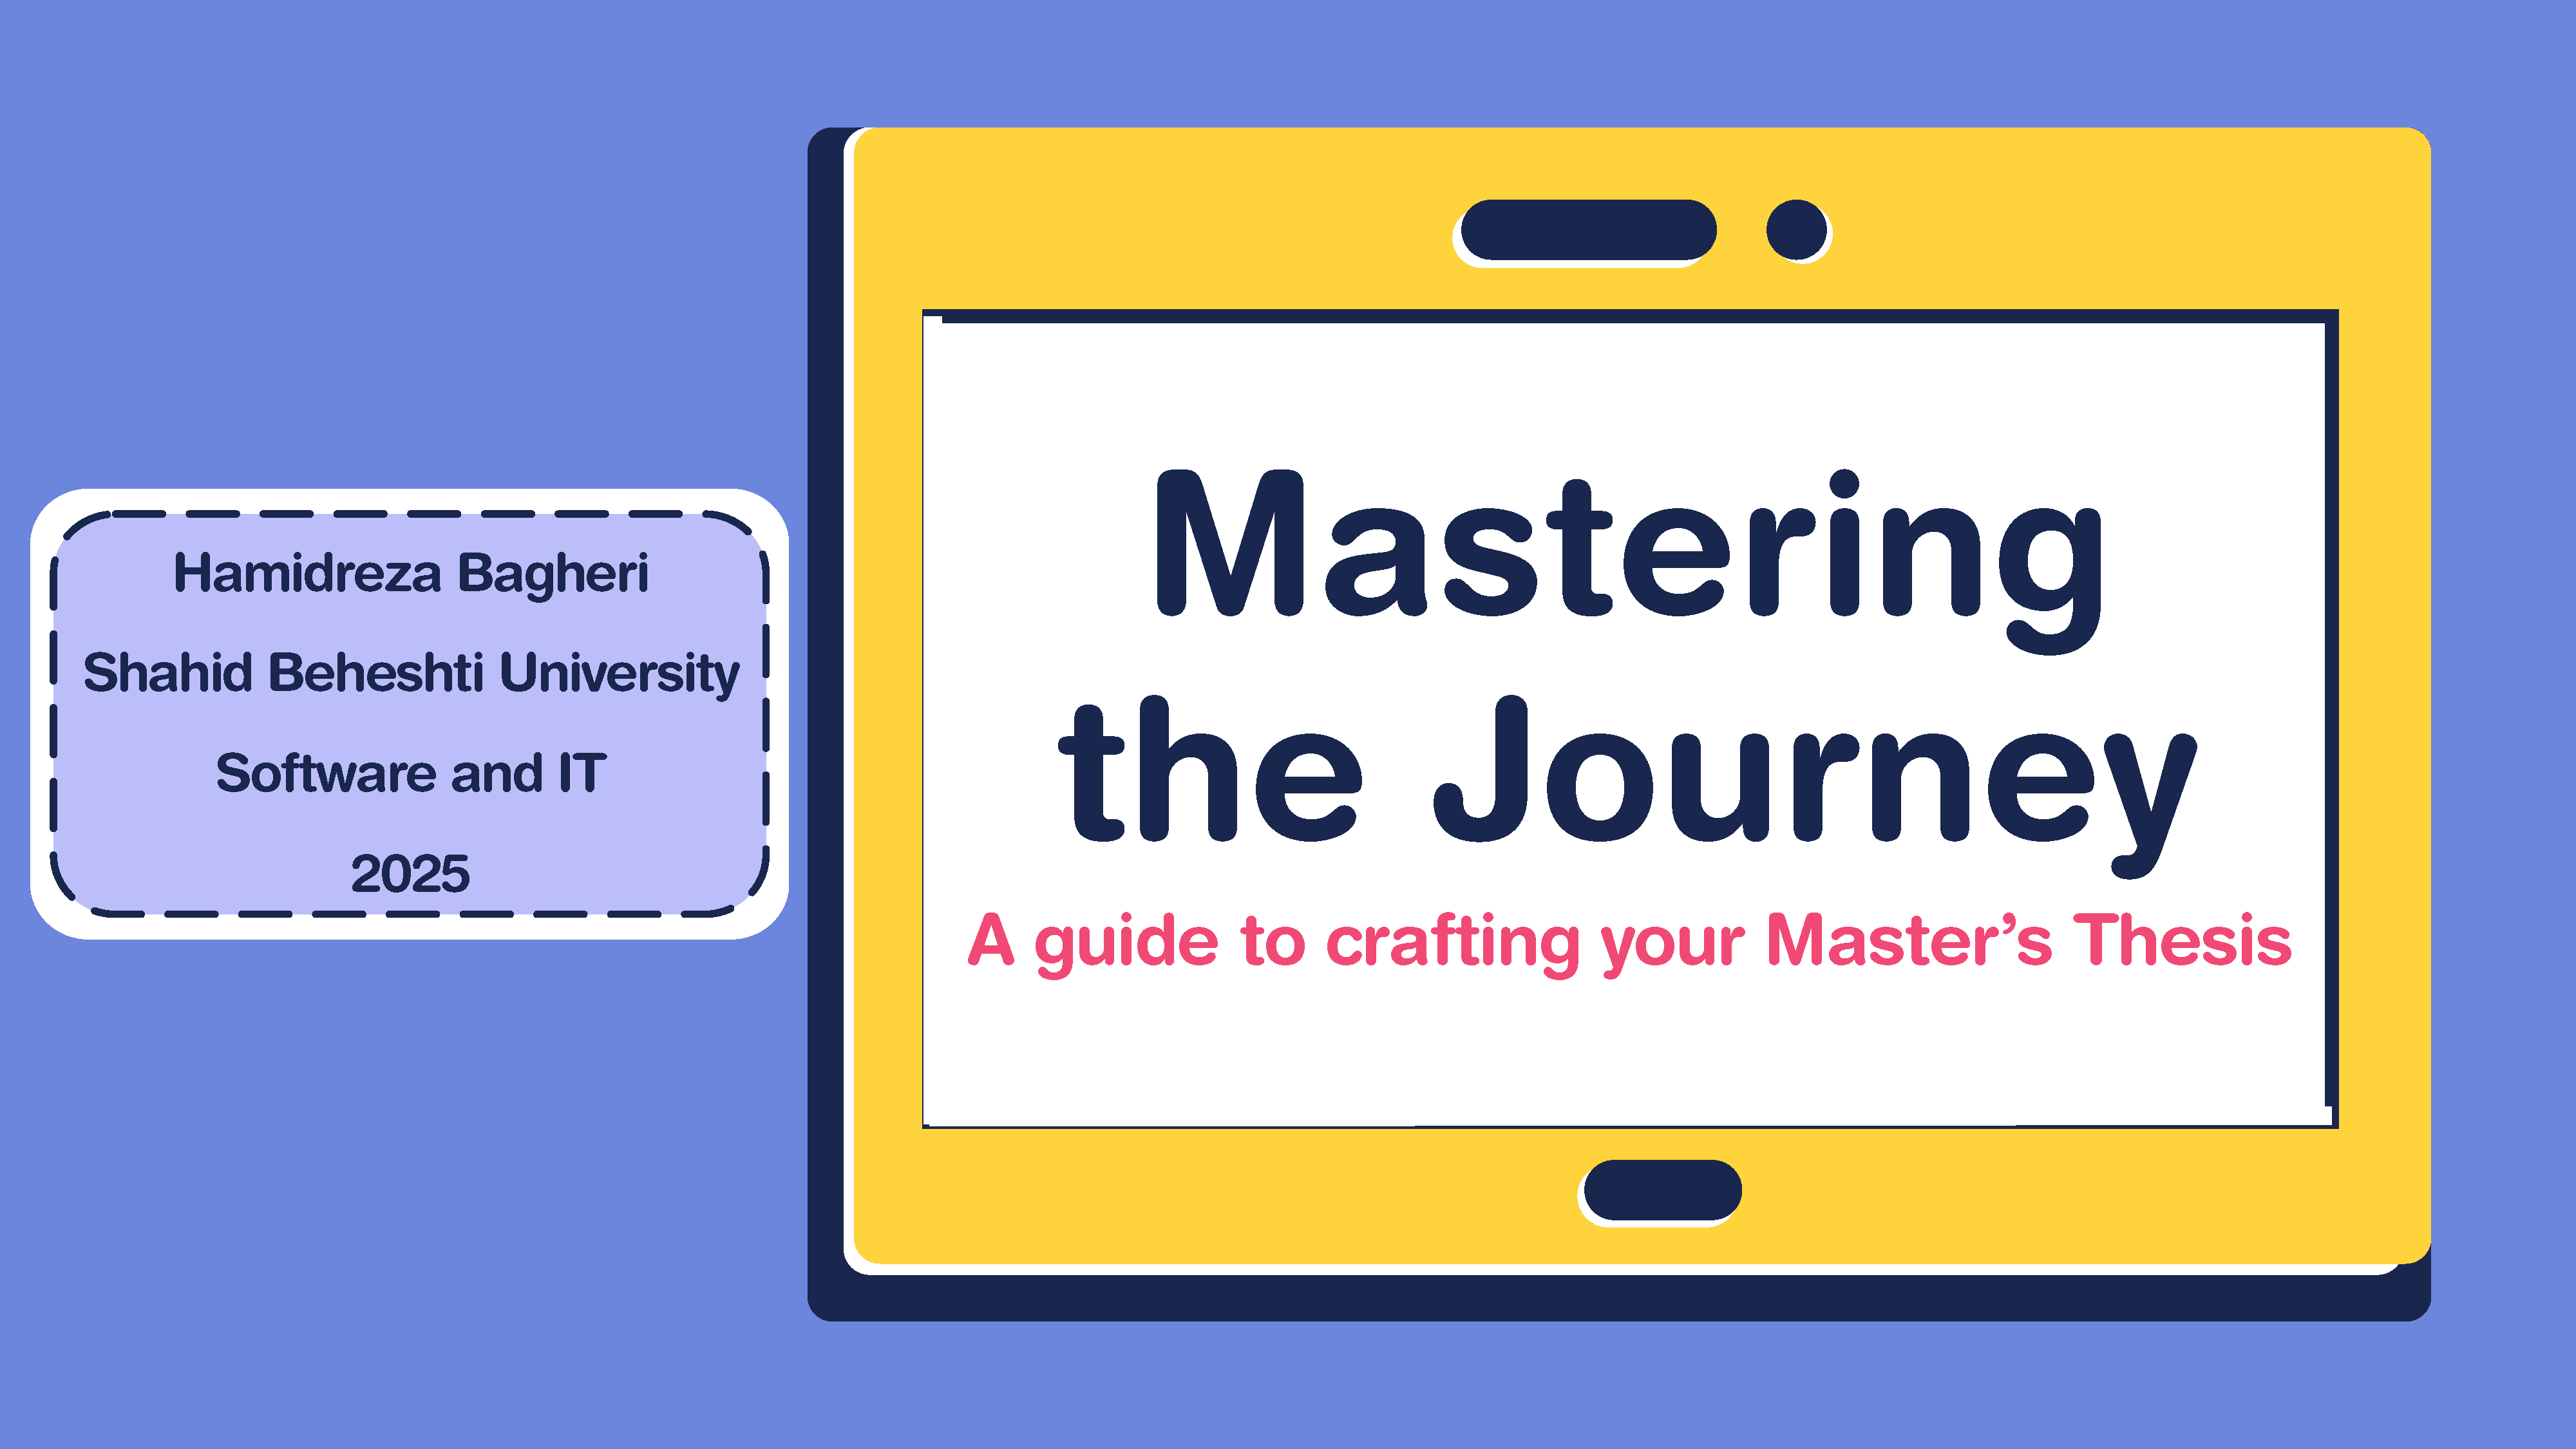 Hamidreza Bagheri
Shahid Beheshti University
Software and IT
2025
Mastering
the Journey
A guide to crafting your Master’s Thesis